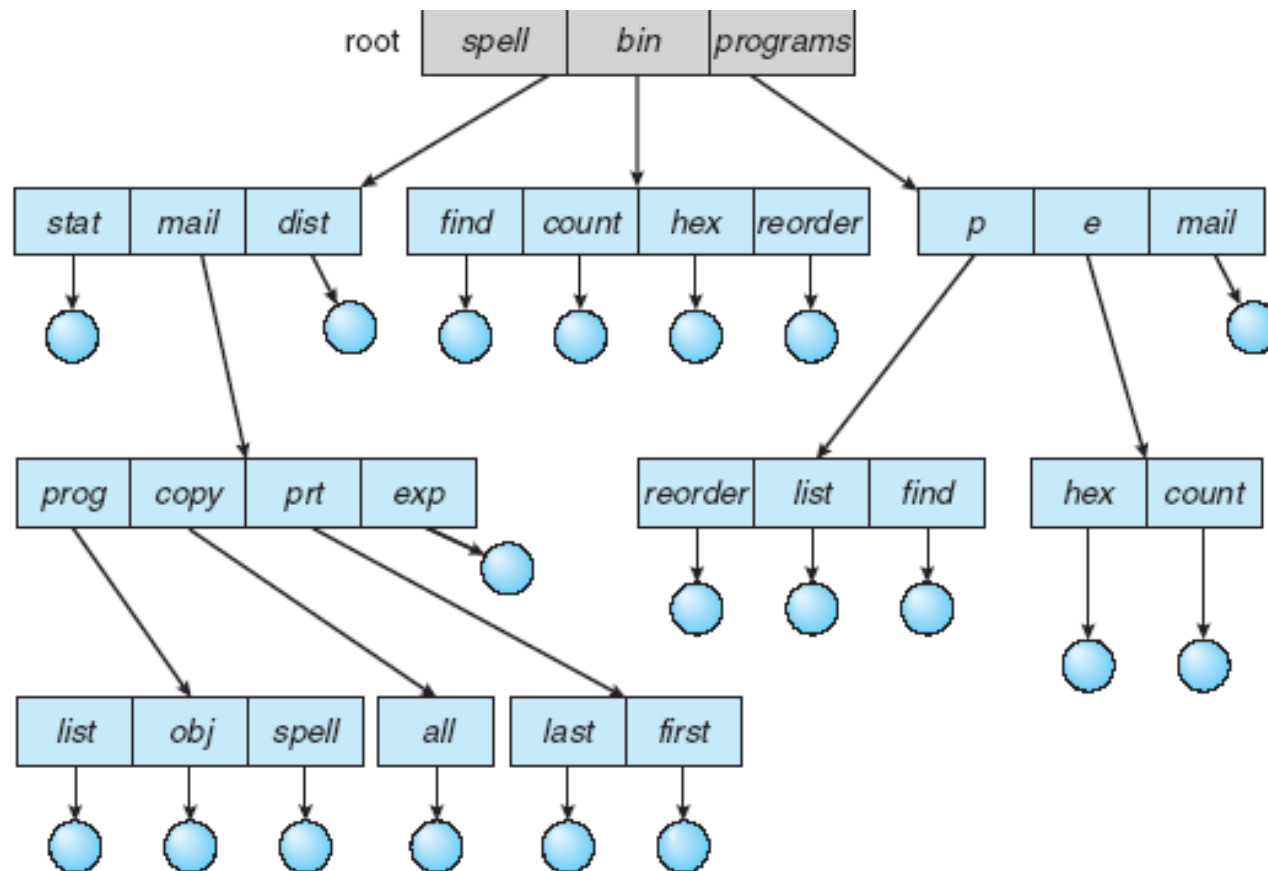 root spell bin programs
stat mail dist find count hex reorder p e mail
prog copy prt exp reorder list find hex count
list obj spell all last first